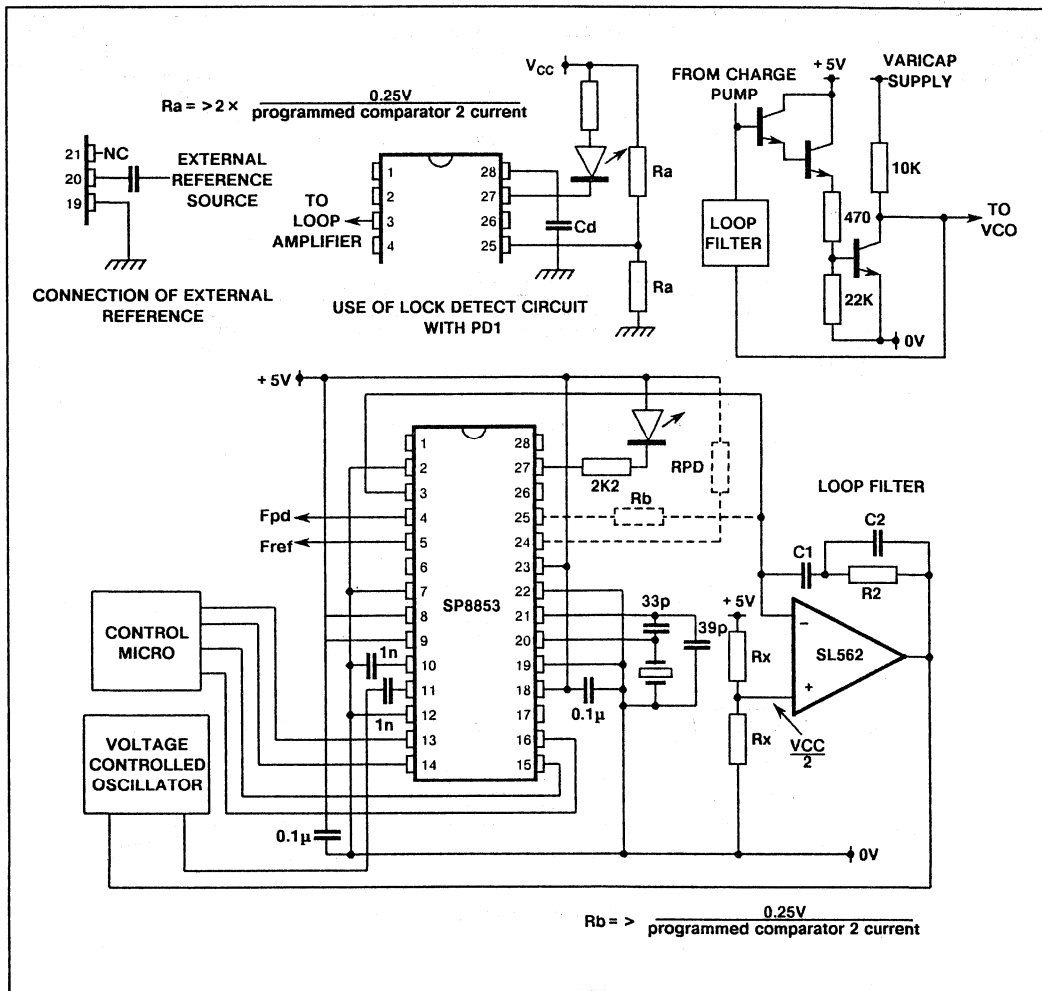 Ra = > 2 × 0.25V
programmed comparator 2 current
21
NC
20
19
EXTERNAL
REFERENCE
SOURCE
CONNECTION OF EXTERNAL
REFERENCE
VCC
1
2
3
4
28
27
26
25
TO
LOOP
AMPLIFIER
Cd
Ra
Ra
USE OF LOCK DETECT CIRCUIT
WITH PD1
FROM CHARGE
PUMP
+ 5V
VARICAP
SUPPLY
10K
LOOP
FILTER
470
22K
TO
VCO
0V
+ 5V
1
2
3
4
5
6
7
8
9
10
11
12
13
14
SP8853
28
27
26
25
24
23
22
21
20
19
18
17
16
15
Fpd
Fref
2K2
RPD
Rb
LOOP FILTER
C2
C1
R2
CONTROL
MICRO
VOLTAGE
CONTROLLED
OSCILLATOR
1n
1n
0.1µ
33p
39p
0.1µ
+ 5V
Rx
Rx
−
+
SL562
VCC
2
0V
Rb = > 0.25V
programmed comparator 2 current